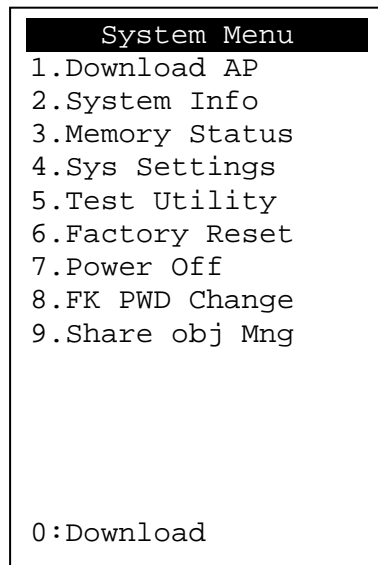 System Menu
1.Download AP
2.System Info
3.Memory Status
4.Sys Settings
5.Test Utility
6.Factory Reset
7.Power Off
8.FK PWD Change
9.Share obj Mng
0:Download